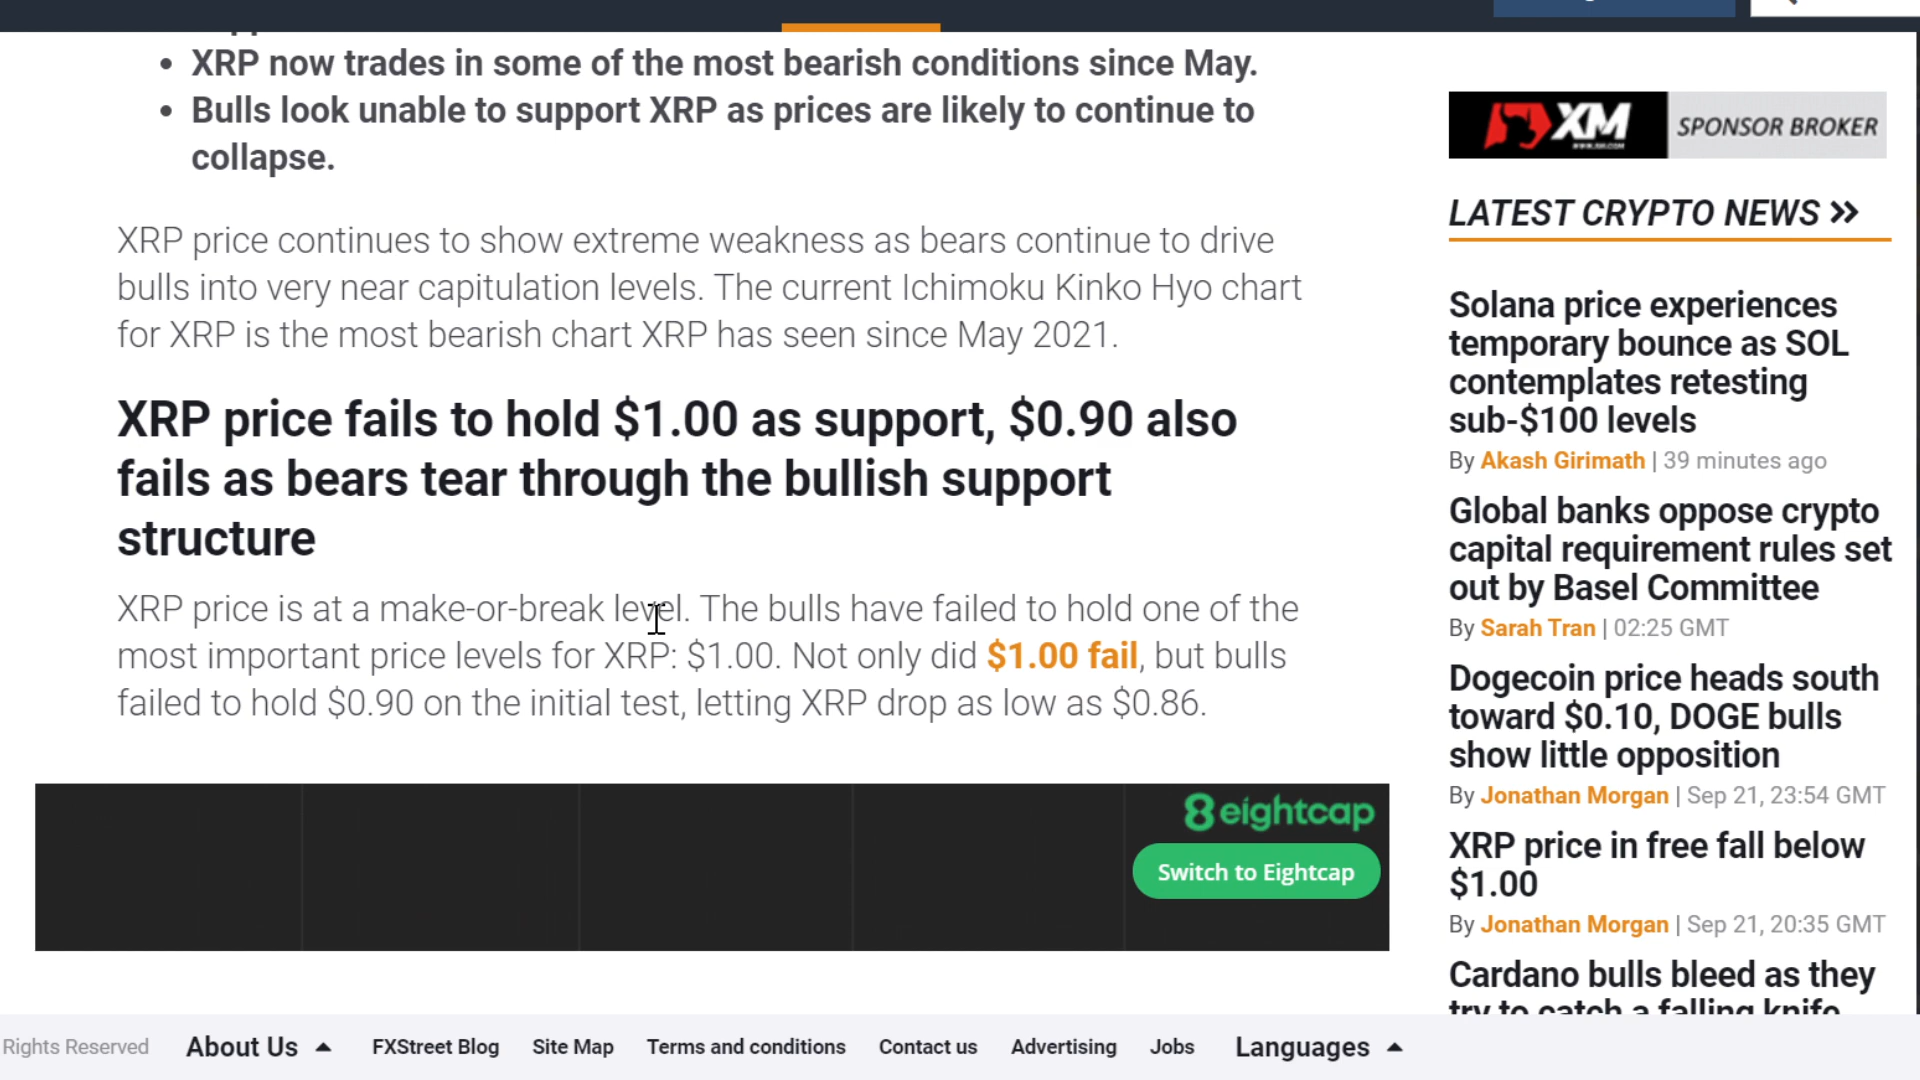 XRP now trades in some of the most bearish conditions since May.
Bulls look unable to support XRP as prices are likely to continue to
collapse.
XRP price continues to show extreme weakness as bears continue to drive
bulls into very near capitulation levels. The current Ichimoku Kinko Hyo chart
for XRP is the most bearish chart XRP has seen since May 2021.
XRP price fails to hold $1.00 as support, $0.90 also
fails as bears tear through the bullish support
structure
XRP price is at a make-or-break level. The bulls have failed to hold one of the
most important price levels for XRP: $1.00. Not only did $1.00 fail, but bulls
failed to hold $0.90 on the initial test, letting XRP drop as low as $0.86.
8 eightcap
Switch to Eightcap
XM
WWW.XM.COM
SPONSOR BROKER
LATEST CRYPTO NEWS
Solana price experiences
temporary bounce as SOL
contemplates retesting
sub-$100 levels
By Akash Girimath | 39 minutes ago
Global banks oppose crypto
capital requirement rules set
out by Basel Committee
By Sarah Tran | 02:25 GMT
Dogecoin price heads south
toward $0.10, DOGE bulls
show little opposition
By Jonathan Morgan | Sep 21, 23:54 GMT
XRP price in free fall below
$1.00
By Jonathan Morgan | Sep 21, 20:35 GMT
Cardano bulls bleed as they
try to catch a falling knife
Rights Reserved About Us FXStreet Blog Site Map Terms and conditions Contact us Advertising Jobs Languages